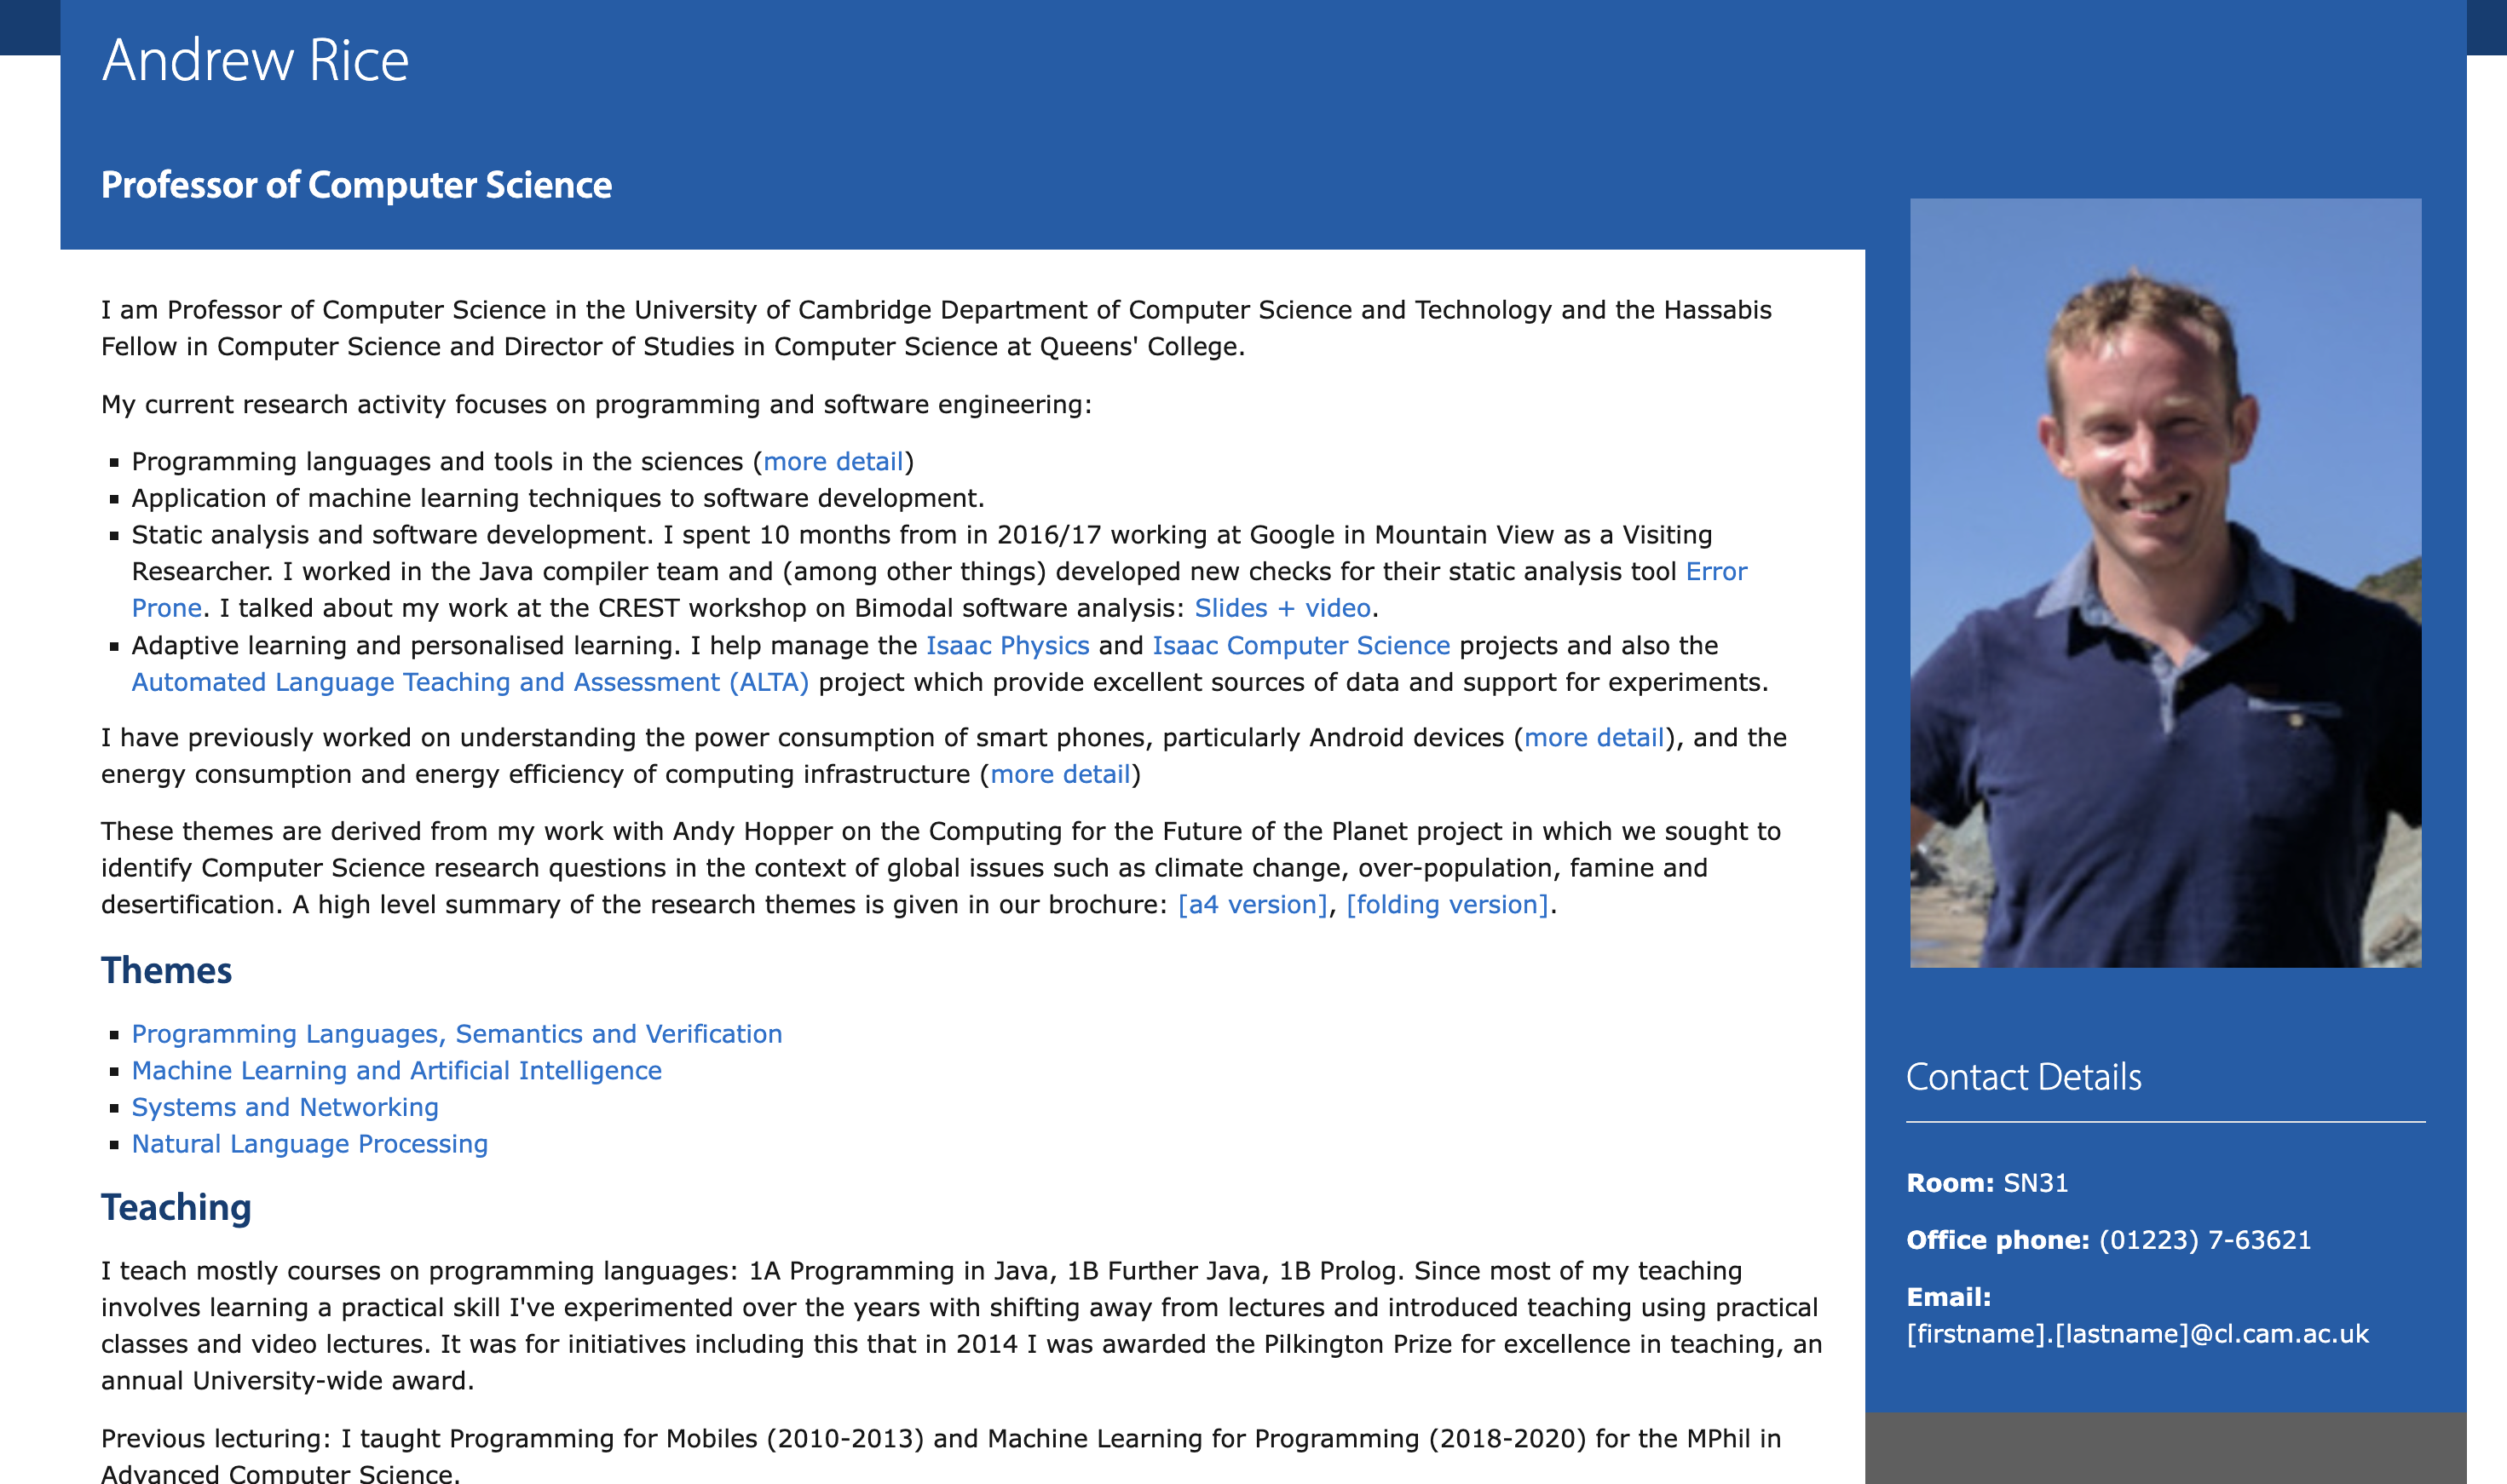 Andrew Rice
Professor of Computer Science
I am Professor of Computer Science in the University of Cambridge Department of Computer Science and Technology and the Hassabis
Fellow in Computer Science and Director of Studies in Computer Science at Queens' College.
My current research activity focuses on programming and software engineering:
Programming languages and tools in the sciences (more detail)
Application of machine learning techniques to software development.
Static analysis and software development. I spent 10 months from in 2016/17 working at Google in Mountain View as a Visiting
Researcher. I worked in the Java compiler team and (among other things) developed new checks for their static analysis tool Error
Prone. I talked about my work at the CREST workshop on Bimodal software analysis: Slides + video.
Adaptive learning and personalised learning. I help manage the Isaac Physics and Isaac Computer Science projects and also the
Automated Language Teaching and Assessment (ALTA) project which provide excellent sources of data and support for experiments.
I have previously worked on understanding the power consumption of smart phones, particularly Android devices (more detail), and the
energy consumption and energy efficiency of computing infrastructure (more detail)
These themes are derived from my work with Andy Hopper on the Computing for the Future of the Planet project in which we sought to
identify Computer Science research questions in the context of global issues such as climate change, over-population, famine and
desertification. A high level summary of the research themes is given in our brochure: [a4 version], [folding version].
Themes
Programming Languages, Semantics and Verification
Machine Learning and Artificial Intelligence
Systems and Networking
Natural Language Processing
Teaching
I teach mostly courses on programming languages: 1A Programming in Java, 1B Further Java, 1B Prolog. Since most of my teaching
involves learning a practical skill I've experimented over the years with shifting away from lectures and introduced teaching using practical
classes and video lectures. It was for initiatives including this that in 2014 I was awarded the Pilkington Prize for excellence in teaching, an
annual University-wide award.
Previous lecturing: I taught Programming for Mobiles (2010-2013) and Machine Learning for Programming (2018-2020) for the MPhil in
Advanced Computer Science.
Contact Details
Room: SN31
Office phone: (01223) 7-63621
Email:
[firstname].[lastname]@cl.cam.ac.uk